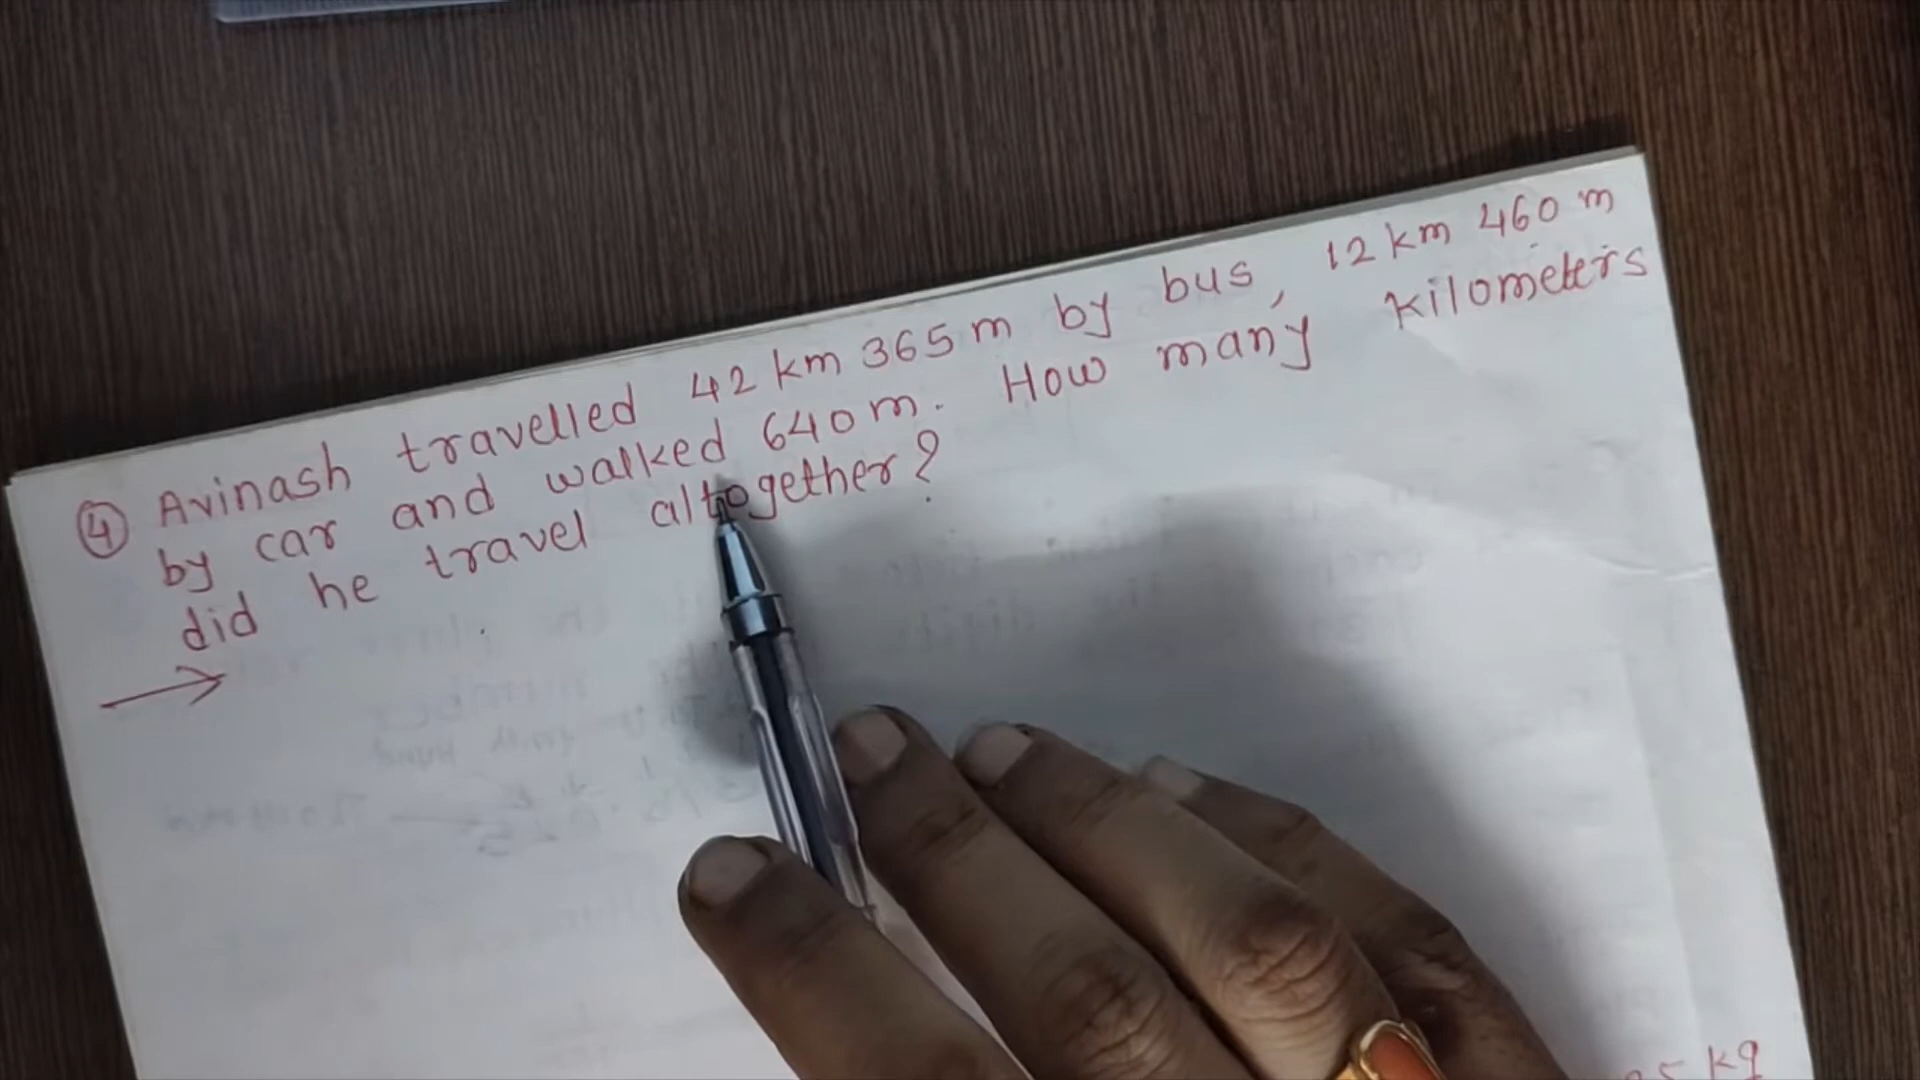 ④ Avinash travelled 42 km 365 m by bus, 12 km 460 m
by car and walked 640 m. How many kilometers
did he travel altogether?
kg